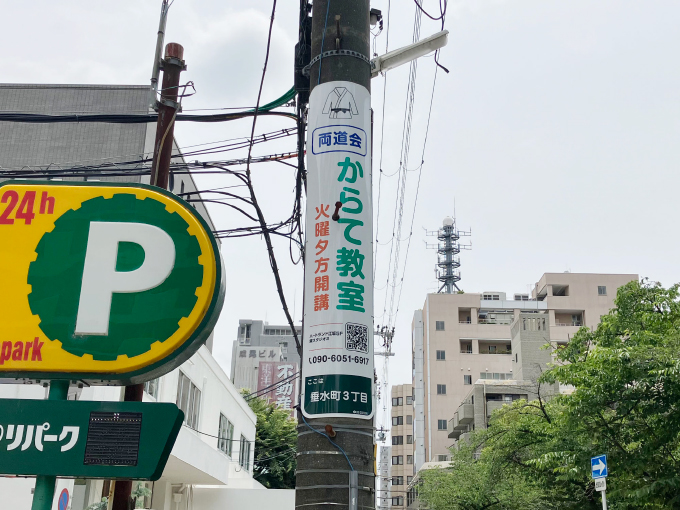 24h
P
park
リパーク
両道会
からて教室
火曜夕方開講
090-6051-6917
ここは
垂水町3丁目